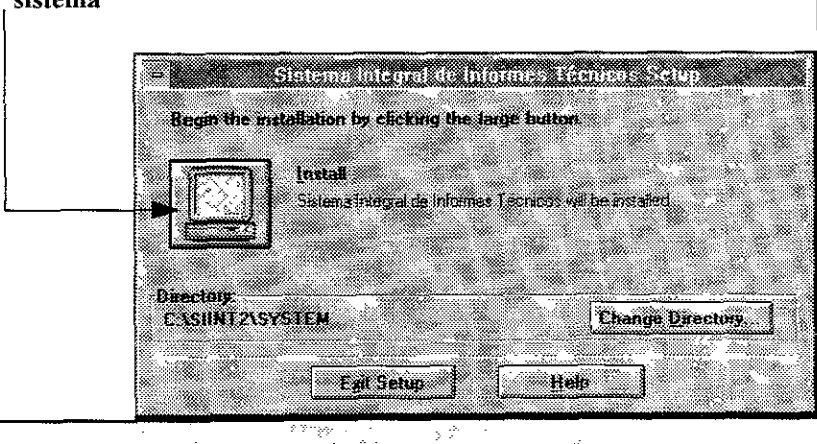 sistema
Sistema Integral de Informes Técnicos Setup
Begin the installation by clicking the large button.
Install
Sistema Integral de Informes Técnicos will be installed.
Directory:
C:\SIINT2\SYSTEM
Change Directory...
Exit Setup
Help